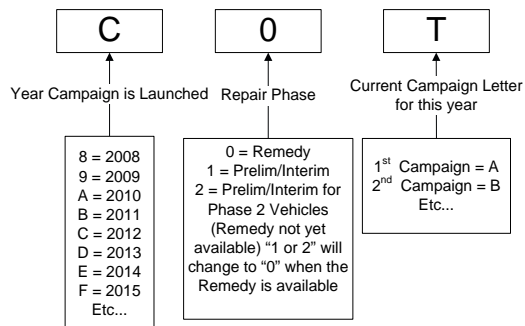 C
0
T
Year Campaign is Launched
Repair Phase
Current Campaign Letter
for this year
8 = 2008
9 = 2009
A = 2010
B = 2011
C = 2012
D = 2013
E = 2014
F = 2015
Etc...
0 = Remedy
1 = Prelim/Interim
2 = Prelim/Interim for
Phase 2 Vehicles
(Remedy not yet
available) “1 or 2” will
change to “0” when the
Remedy is available
1st Campaign = A
2nd Campaign = B
Etc...